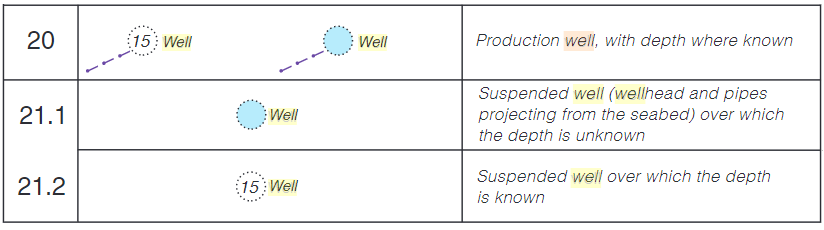 20
15 Well
Well
Production well, with depth where known
21.1
Well
Suspended well (wellhead and pipes
projecting from the seabed) over which
the depth is unknown
21.2
15 Well
Suspended well over which the depth
is known